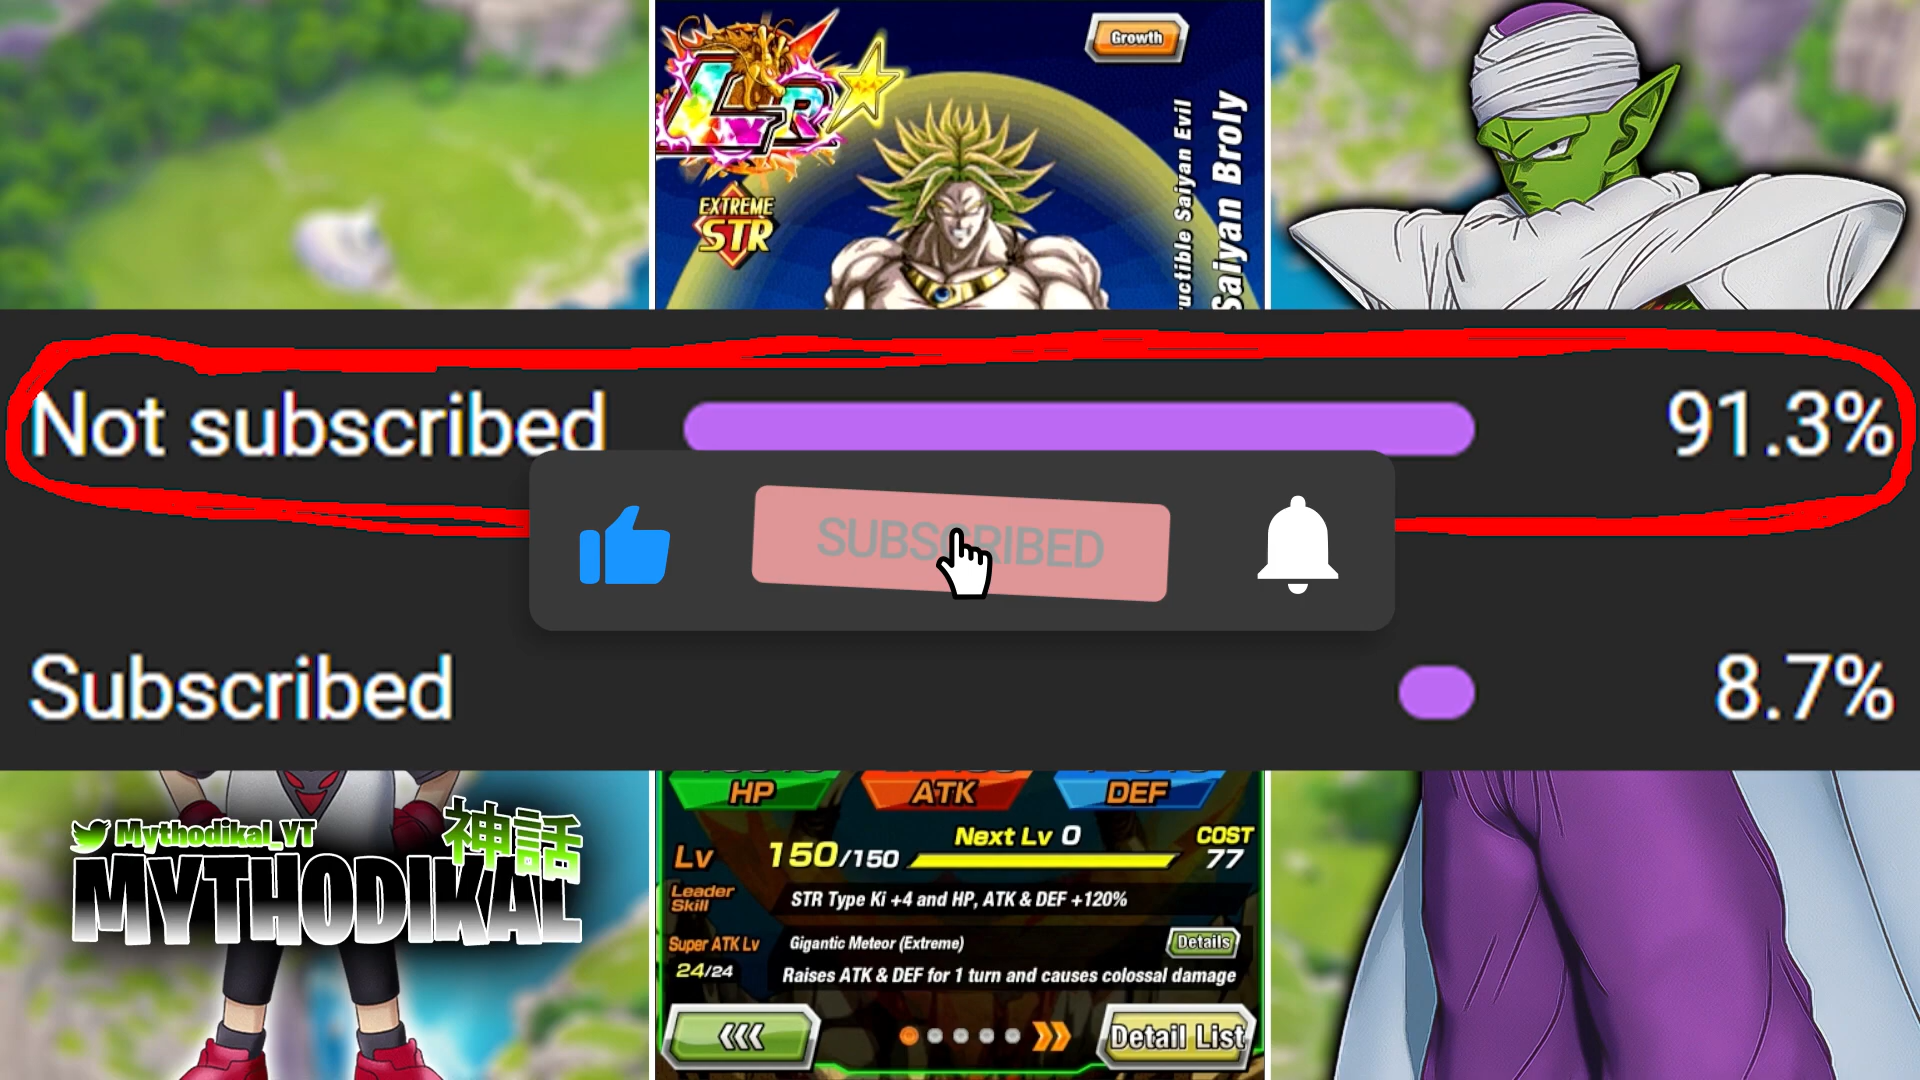 Growth
LR
EXTREME
STR
ructible Saiyan Evil
Saiyan Broly
Not subscribed 91.3%
SUBSCRIBED
Subscribed 8.7%
HP ATK DEF
Mythodikal_YT 神話
MYTHODIKAL
Next Lv 0 COST
Lv 150/150 77
Leader
Skill
STR Type Ki +4 and HP, ATK & DEF +120%
Super ATK Lv Gigantic Meteor (Extreme) Details
24/24 Raises ATK & DEF for 1 turn and causes colossal damage
Detail List